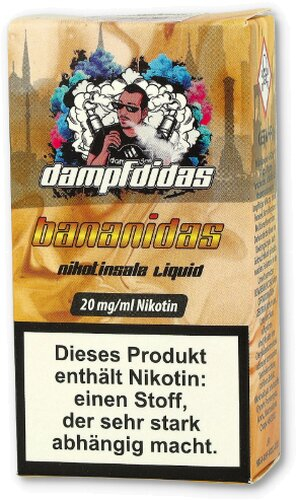 dampfdidas
bananidas
nikotinsalz Liquid
20 mg/ml Nikotin
Dieses Produkt
enthält Nikotin:
einen Stoff,
der sehr stark
abhängig macht.